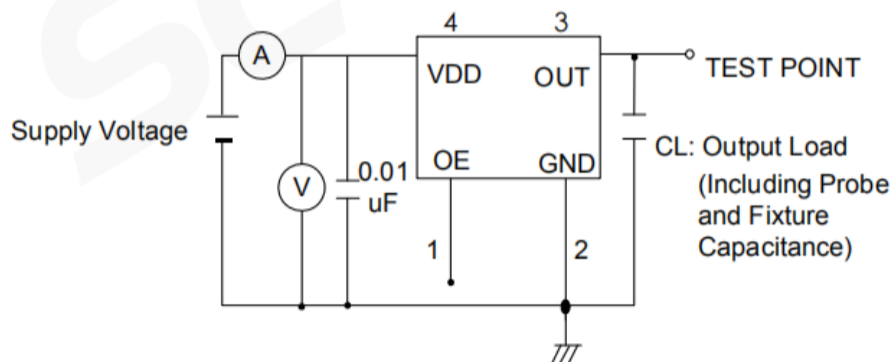 4
3
A
VDD
OUT
TEST POINT
Supply Voltage
V
0.01
uF
OE
GND
CL: Output Load
(Including Probe
and Fixture
Capacitance)
1
2